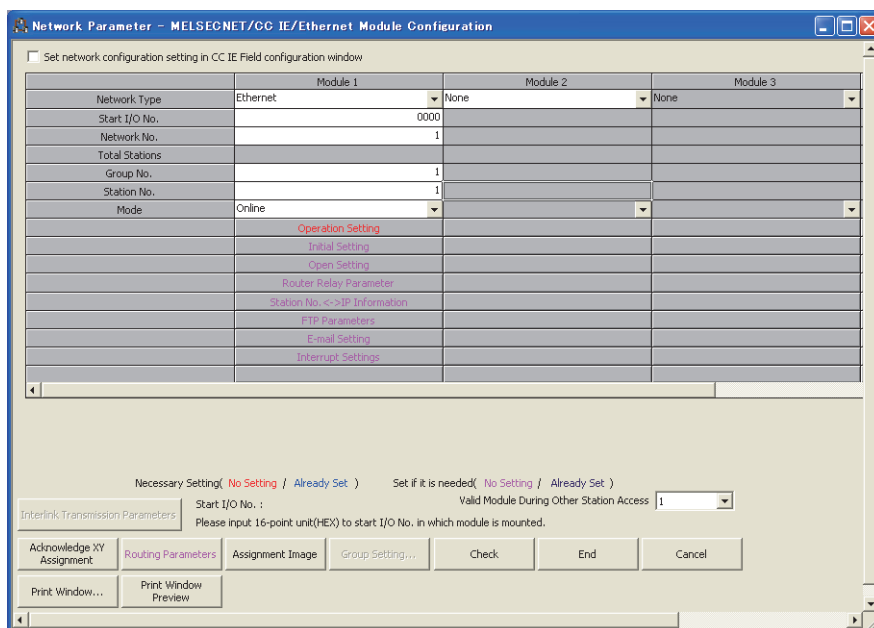 Network Parameter - MELSECNET/CC IE/Ethernet Module Configuration
Set network configuration setting in CC IE Field configuration window
Module 1 Module 2 Module 3
Network Type Ethernet None None
Start I/O No. 0000
Network No. 1
Total Stations
Group No. 1
Station No. 1
Mode Online
Operation Setting
Initial Setting
Open Setting
Router Relay Parameter
Station No.<->IP Information
FTP Parameters
E-mail Setting
Interrupt Settings
Necessary Setting( No Setting / Already Set ) Set if it is needed( No Setting / Already Set )
Interlink Transmission Parameters
Start I/O No. : Valid Module During Other Station Access 1
Please input 16-point unit(HEX) to start I/O No. in which module is mounted.
Acknowledge XY
Assignment
Routing Parameters Assignment Image Group Setting... Check End Cancel
Print Window...
Print Window
Preview